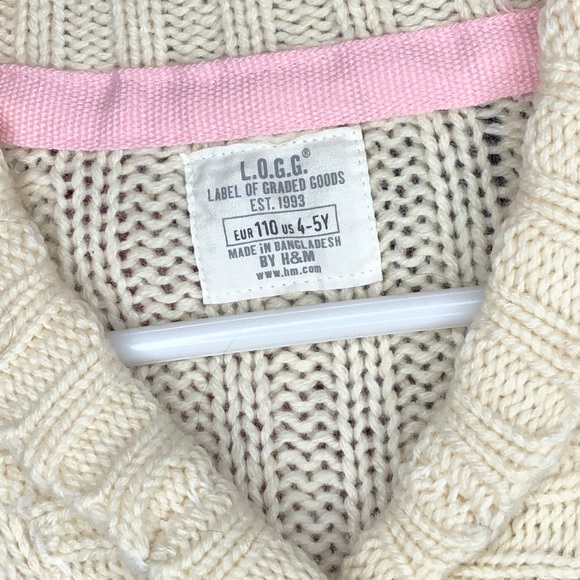 L.O.G.G.®
LABEL OF GRADED GOODS
EST. 1993
EUR 110 US 4-5Y
MADE IN BANGLADESH
BY H&M
www.hm.com